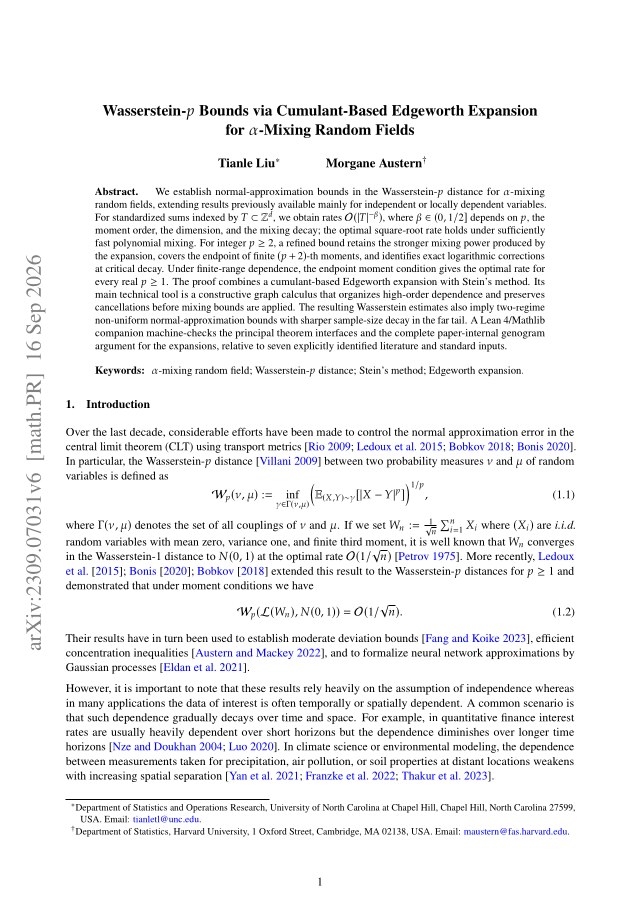 arXiv:2309.07031v6 [math.PR] 16 Sep 2026
Wasserstein-p Bounds via Cumulant-Based Edgeworth Expansion
for α-Mixing Random Fields
Tianle Liu* Morgane Austern†
Abstract. We establish normal-approximation bounds in the Wasserstein-p distance for α-mixing
random fields, extending results previously available mainly for independent or locally dependent variables.
For standardized sums indexed by T ⊂ ℤ^d, we obtain rates O(|T|^{-β}), where β ∈ (0, 1/2] depends on p, the
moment order, the dimension, and the mixing decay; the optimal square-root rate holds under sufficiently
fast polynomial mixing. For integer p ≥ 2, a refined bound retains the stronger mixing power produced by
the expansion, covers the endpoint of finite (p + 2)-th moments, and identifies exact logarithmic corrections
at critical decay. Under finite-range dependence, the endpoint moment condition gives the optimal rate for
every real p ≥ 1. The proof combines a cumulant-based Edgeworth expansion with Stein's method. Its
main technical tool is a constructive graph calculus that organizes high-order dependence and preserves
cancellations before mixing bounds are applied. The resulting Wasserstein estimates also imply two-regime
non-uniform normal-approximation bounds with sharper sample-size decay in the far tail. A Lean 4/Mathlib
companion machine-checks the principal theorem interfaces and the complete paper-internal genogram
argument for the expansions, relative to seven explicitly identified literature and standard inputs.
Keywords: α-mixing random field; Wasserstein-p distance; Stein's method; Edgeworth expansion.
1. Introduction
Over the last decade, considerable efforts have been made to control the normal approximation error in the
central limit theorem (CLT) using transport metrics [Rio 2009; Ledoux et al. 2015; Bobkov 2018; Bonis 2020].
In particular, the Wasserstein-p distance [Villani 2009] between two probability measures ν and μ of random
variables is defined as
𝒲_p(ν, μ) := inf_{γ∈Γ(ν,μ)} (𝔼_{(X,Y)∼γ}[|X − Y|^p])^{1/p}, (1.1)
where Γ(ν, μ) denotes the set of all couplings of ν and μ. If we set W_n := 1/√n ∑_{i=1}^n X_i where (X_i) are i.i.d.
random variables with mean zero, variance one, and finite third moment, it is well known that W_n converges
in the Wasserstein-1 distance to N(0, 1) at the optimal rate O(1/√n) [Petrov 1975]. More recently, Ledoux
et al. [2015]; Bonis [2020]; Bobkov [2018] extended this result to the Wasserstein-p distances for p ≥ 1 and
demonstrated that under moment conditions we have
𝒲_p(ℒ(W_n), N(0, 1)) = O(1/√n). (1.2)
Their results have in turn been used to establish moderate deviation bounds [Fang and Koike 2023], efficient
concentration inequalities [Austern and Mackey 2022], and to formalize neural network approximations by
Gaussian processes [Eldan et al. 2021].
However, it is important to note that these results rely heavily on the assumption of independence whereas
in many applications the data of interest is often temporally or spatially dependent. A common scenario is
that such dependence gradually decays over time and space. For example, in quantitative finance interest
rates are usually heavily dependent over short horizons but the dependence diminishes over longer time
horizons [Nze and Doukhan 2004; Luo 2020]. In climate science or environmental modeling, the dependence
between measurements taken for precipitation, air pollution, or soil properties at distant locations weakens
with increasing spatial separation [Yan et al. 2021; Franzke et al. 2022; Thakur et al. 2023].
*Department of Statistics and Operations Research, University of North Carolina at Chapel Hill, Chapel Hill, North Carolina 27599,
USA. Email: tianletl@unc.edu.
†Department of Statistics, Harvard University, 1 Oxford Street, Cambridge, MA 02138, USA. Email: maustern@fas.harvard.edu.
1